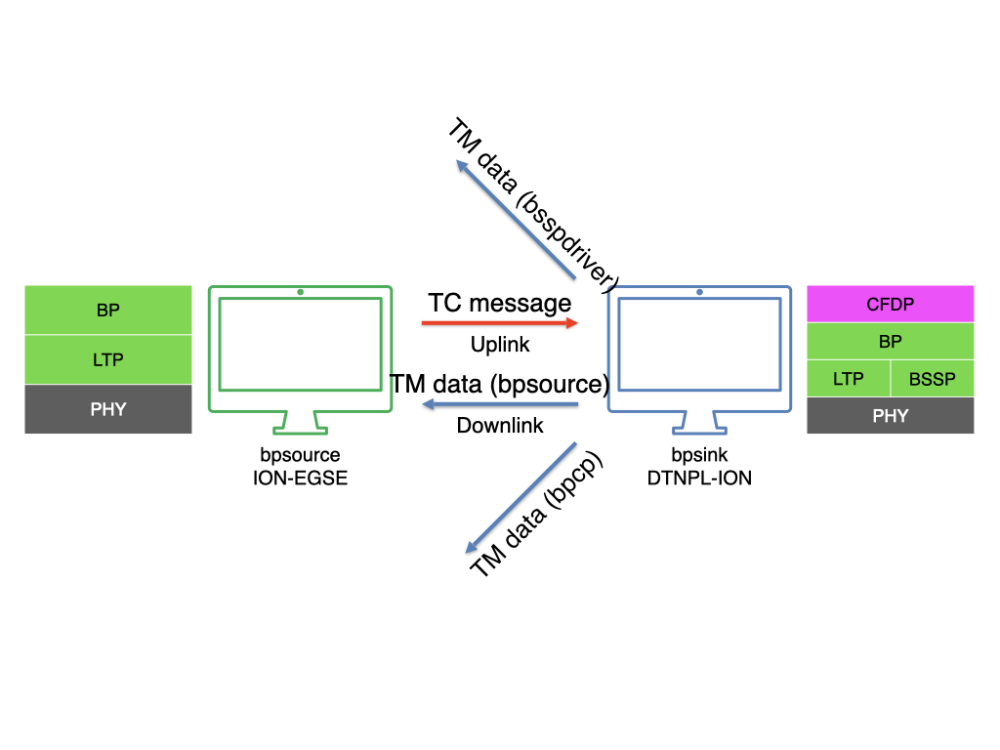 TM data (bsspdriver)
BP
LTP
PHY
TC message
Uplink
TM data (bpsource)
Downlink
CFDP
BP
LTP BSSP
PHY
bpsource
ION-EGSE
bpsink
DTNPL-ION
TM data (bpcp)